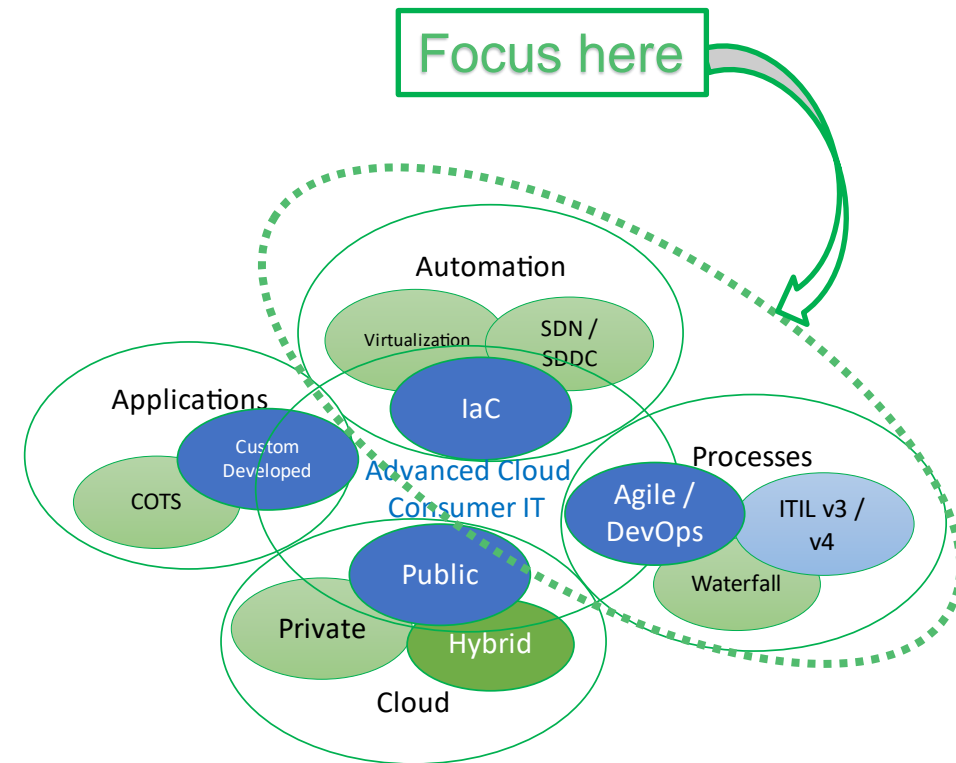 Focus here
Automation
Virtualization
SDN /
SDDC
Applications
IaC
Custom
Developed
COTS
Advanced Cloud
Consumer IT
Processes
Agile /
DevOps
ITIL v3 /
v4
Waterfall
Public
Private
Hybrid
Cloud